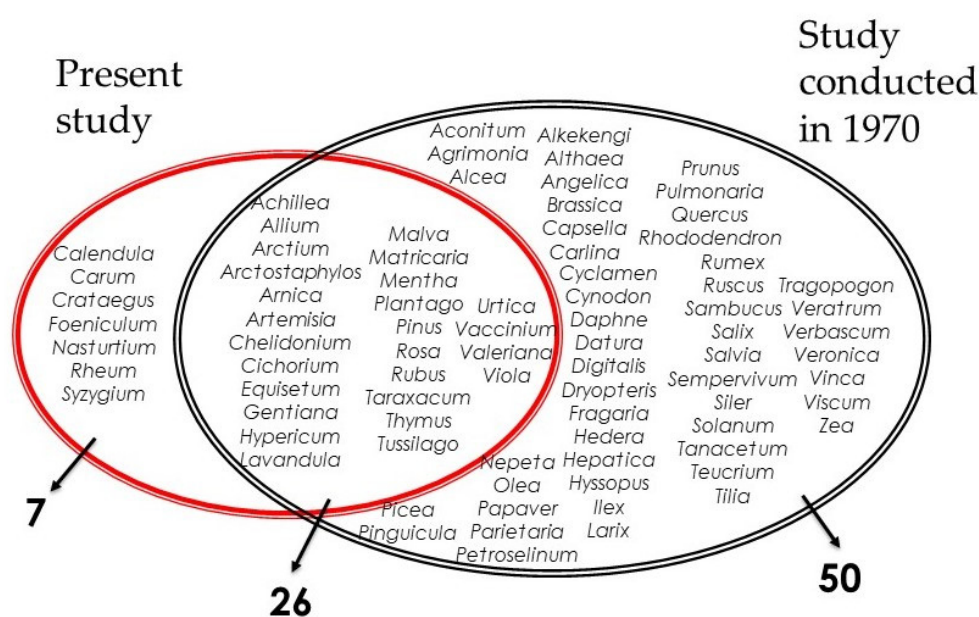 Present
study
Study
conducted
in 1970
Calendula
Carum
Crataegus
Foeniculum
Nasturtium
Rheum
Syzygium
Achillea
Allium
Arctium
Arctostaphylos
Arnica
Artemisia
Chelidonium
Cichorium
Equisetum
Gentiana
Hypericum
Lavandula
Malva
Matricaria
Mentha
Plantago
Pinus
Rosa
Rubus
Taraxacum
Thymus
Tussilago
Urtica
Vaccinium
Valeriana
Viola
Aconitum
Agrimonia
Alcea
Alkekengi
Althaea
Angelica
Brassica
Capsella
Carlina
Cyclamen
Cynodon
Daphne
Datura
Digitalis
Dryopteris
Fragaria
Hedera
Hepatica
Hyssopus
Ilex
Larix
Nepeta
Olea
Papaver
Parietaria
Petroselinum
Picea
Pinguicula
Prunus
Pulmonaria
Quercus
Rhododendron
Rumex
Ruscus
Sambucus
Salix
Salvia
Sempervivum
Siler
Solanum
Tanacetum
Teucrium
Tilia
Tragopogon
Veratrum
Verbascum
Veronica
Vinca
Viscum
Zea
7
26
50